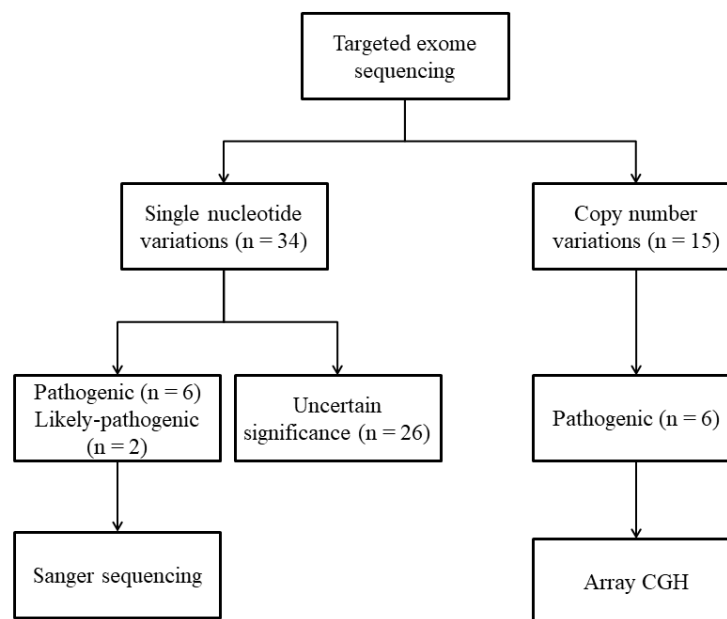 Targeted exome
sequencing
Single nucleotide
variations (n = 34)
Copy number
variations (n = 15)
Pathogenic (n = 6)
Likely-pathogenic
(n = 2)
Uncertain
significance (n = 26)
Pathogenic (n = 6)
Sanger sequencing
Array CGH